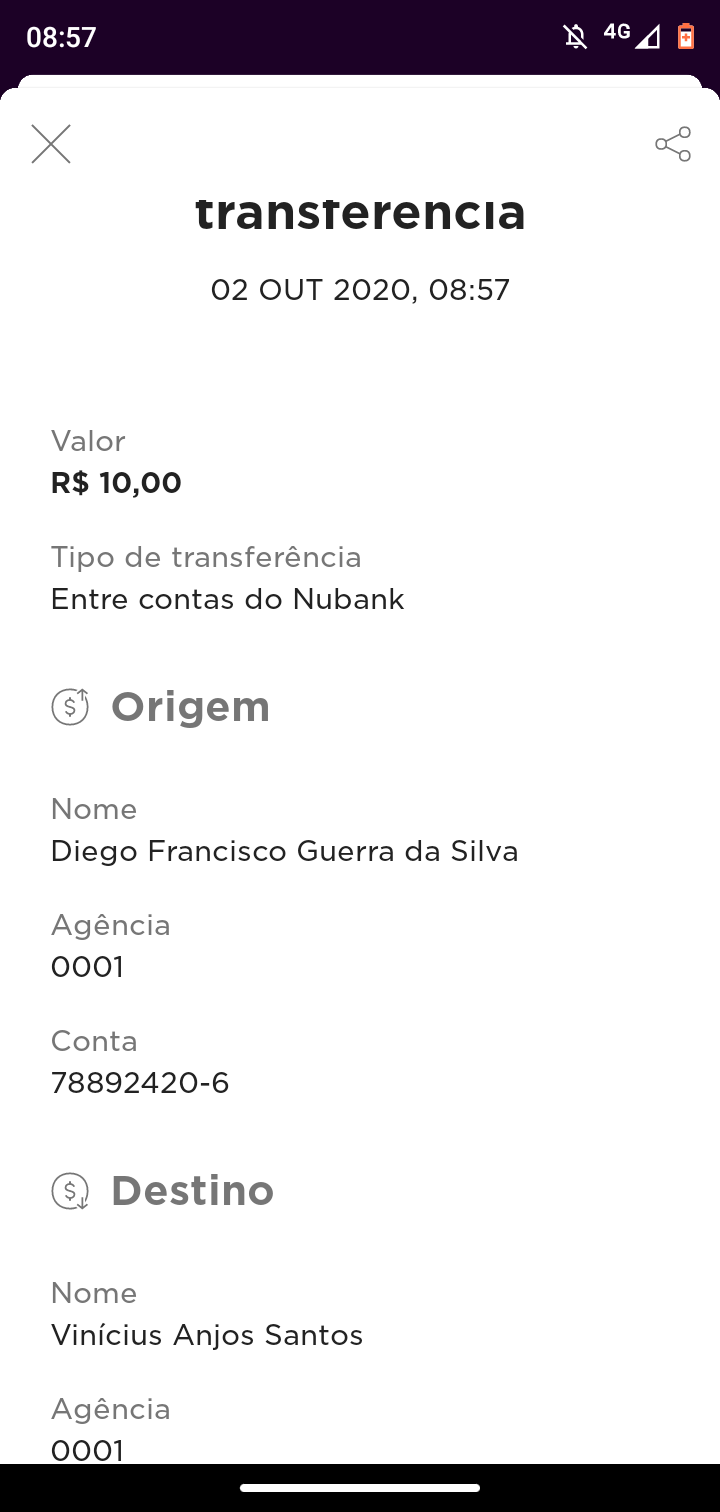 08:57
4G
transferência
02 OUT 2020, 08:57
Valor
R$ 10,00
Tipo de transferência
Entre contas do Nubank
Origem
Nome
Diego Francisco Guerra da Silva
Agência
0001
Conta
78892420-6
Destino
Nome
Vinícius Anjos Santos
Agência
0001